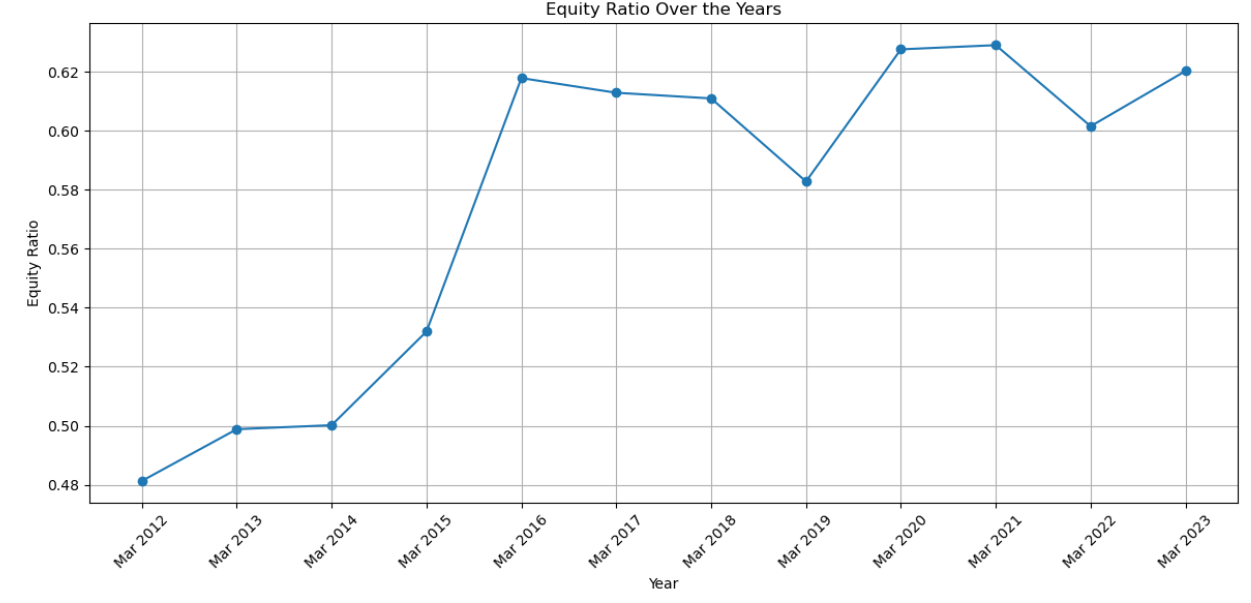 Equity Ratio Over the Years
Equity Ratio
0.62
0.60
0.58
0.56
0.54
0.52
0.50
0.48
Mar 2012
Mar 2013
Mar 2014
Mar 2015
Mar 2016
Mar 2017
Mar 2018
Mar 2019
Mar 2020
Mar 2021
Mar 2022
Mar 2023
Year